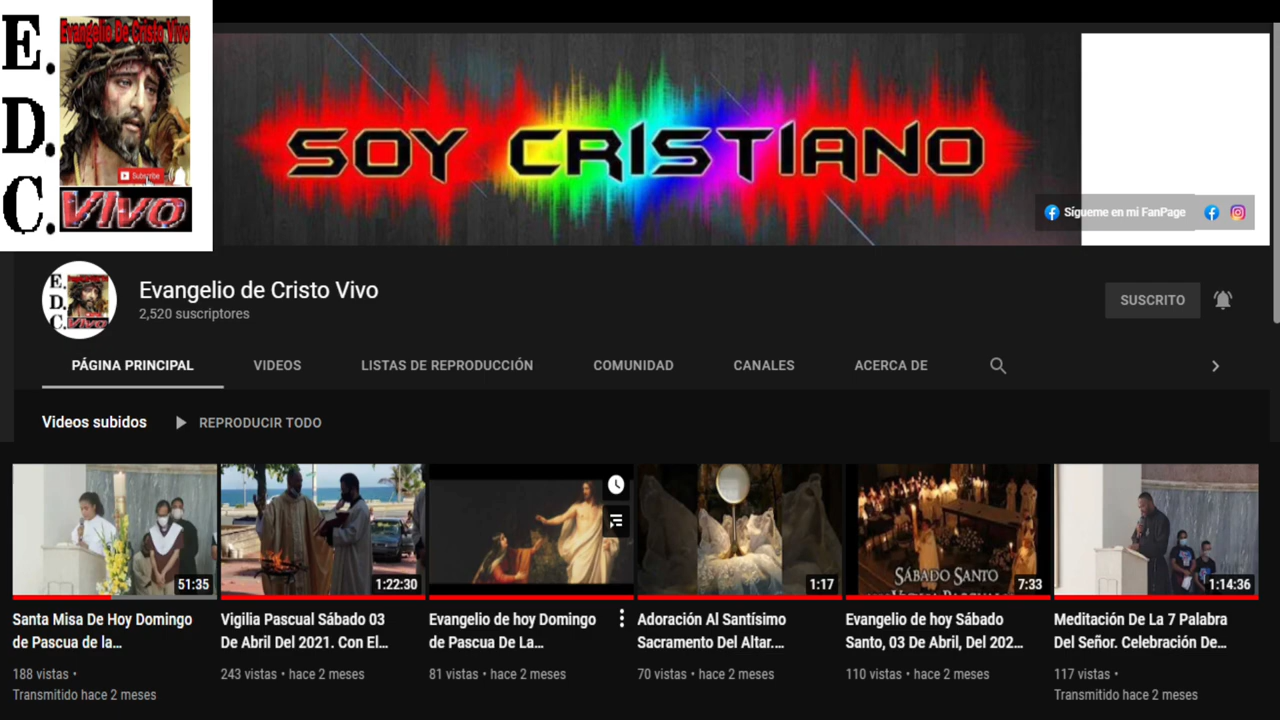 E.
D.
C.
Evangelio De Cristo Vivo
Subscribe
Vivo
SOY CRISTIANO
Sígueme en mi FanPage
E.
D.
C.
Vivo
Evangelio de Cristo Vivo
2,520 suscriptores
SUSCRITO
PÁGINA PRINCIPAL
VIDEOS
LISTAS DE REPRODUCCIÓN
COMUNIDAD
CANALES
ACERCA DE
Videos subidos
REPRODUCIR TODO
51:35
1:22:30
1:17
SÁBADO SANTO
7:33
1:14:36
Santa Misa De Hoy Domingo
de Pascua de la...
188 vistas •
Transmitido hace 2 meses
Vigilia Pascual Sábado 03
De Abril Del 2021. Con El...
243 vistas • hace 2 meses
Evangelio de hoy Domingo
de Pascua De La...
81 vistas • hace 2 meses
Adoración Al Santísimo
Sacramento Del Altar....
70 vistas • hace 2 meses
Evangelio de hoy Sábado
Santo, 03 De Abril, Del 202...
110 vistas • hace 2 meses
Meditación De La 7 Palabra
Del Señor. Celebración De...
117 vistas •
Transmitido hace 2 meses